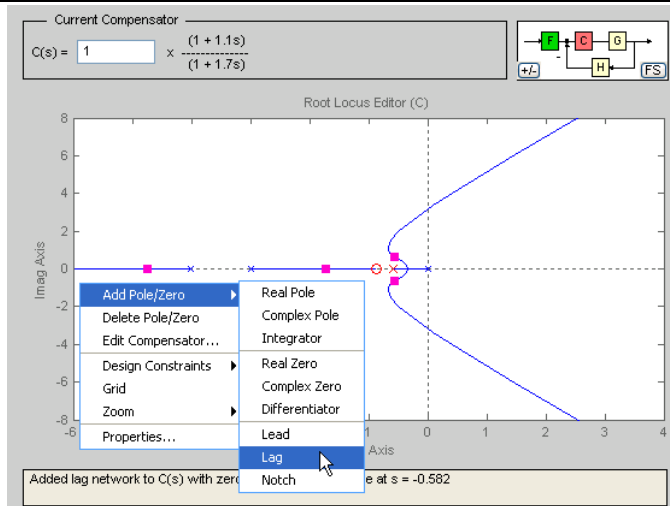 Current Compensator
C(s) = 1 x (1 + 1.1s)
(1 + 1.7s)
F C G
-
H
+/- FS
Root Locus Editor (C)
8
6
4
2
0
-2
-4
-6
-8
Imag Axis
-6 1 0 1 2 3 4
Axis
Add Pole/Zero
Delete Pole/Zero
Edit Compensator...
Design Constraints
Grid
Zoom
Properties...
Real Pole
Complex Pole
Integrator
Real Zero
Complex Zero
Differentiator
Lead
Lag
Notch
Added lag network to C(s) with zer e at s = -0.582